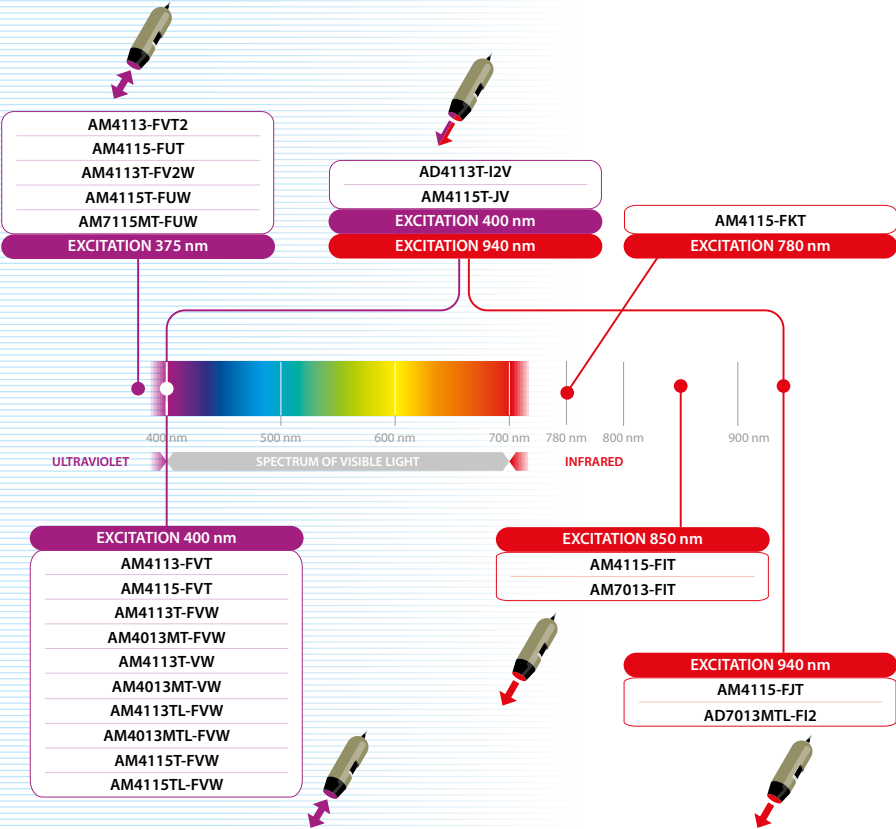 AM4113-FVT2
AM4115-FUT
AM4113T-FV2W
AM4115T-FUW
AM7115MT-FUW
EXCITATION 375 nm
AD4113T-I2V
AM4115T-JV
EXCITATION 400 nm
EXCITATION 940 nm
AM4115-FKT
EXCITATION 780 nm
400 nm
500 nm
600 nm
700 nm
780 nm
800 nm
900 nm
ULTRAVIOLET
SPECTRUM OF VISIBLE LIGHT
INFRARED
EXCITATION 400 nm
AM4113-FVT
AM4115-FVT
AM4113T-FVW
AM4013MT-FVW
AM4113T-VW
AM4013MT-VW
AM4113TL-FVW
AM4013MTL-FVW
AM4115T-FVW
AM4115TL-FVW
EXCITATION 850 nm
AM4115-FIT
AM7013-FIT
EXCITATION 940 nm
AM4115-FJT
AD7013MTL-FI2